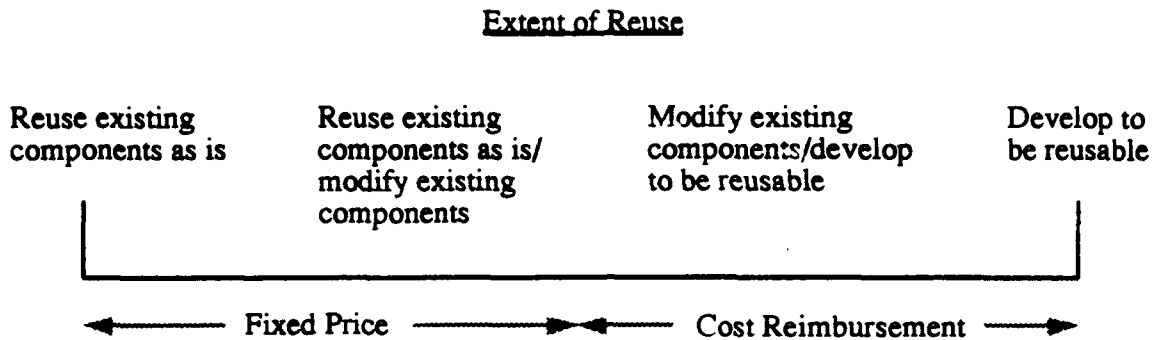 Extent of Reuse
Reuse existing
components as is
Reuse existing
components as is/
modify existing
components
Modify existing
components/develop
to be reusable
Develop to
be reusable
Fixed Price
Cost Reimbursement